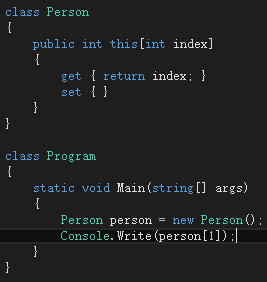 class Person
{
    public int this[int index]
    {
        get { return index; }
        set { }
    }
}

class Program
{
    static void Main(string[] args)
    {
        Person person = new Person();
        Console.Write(person[1]);
    }
}